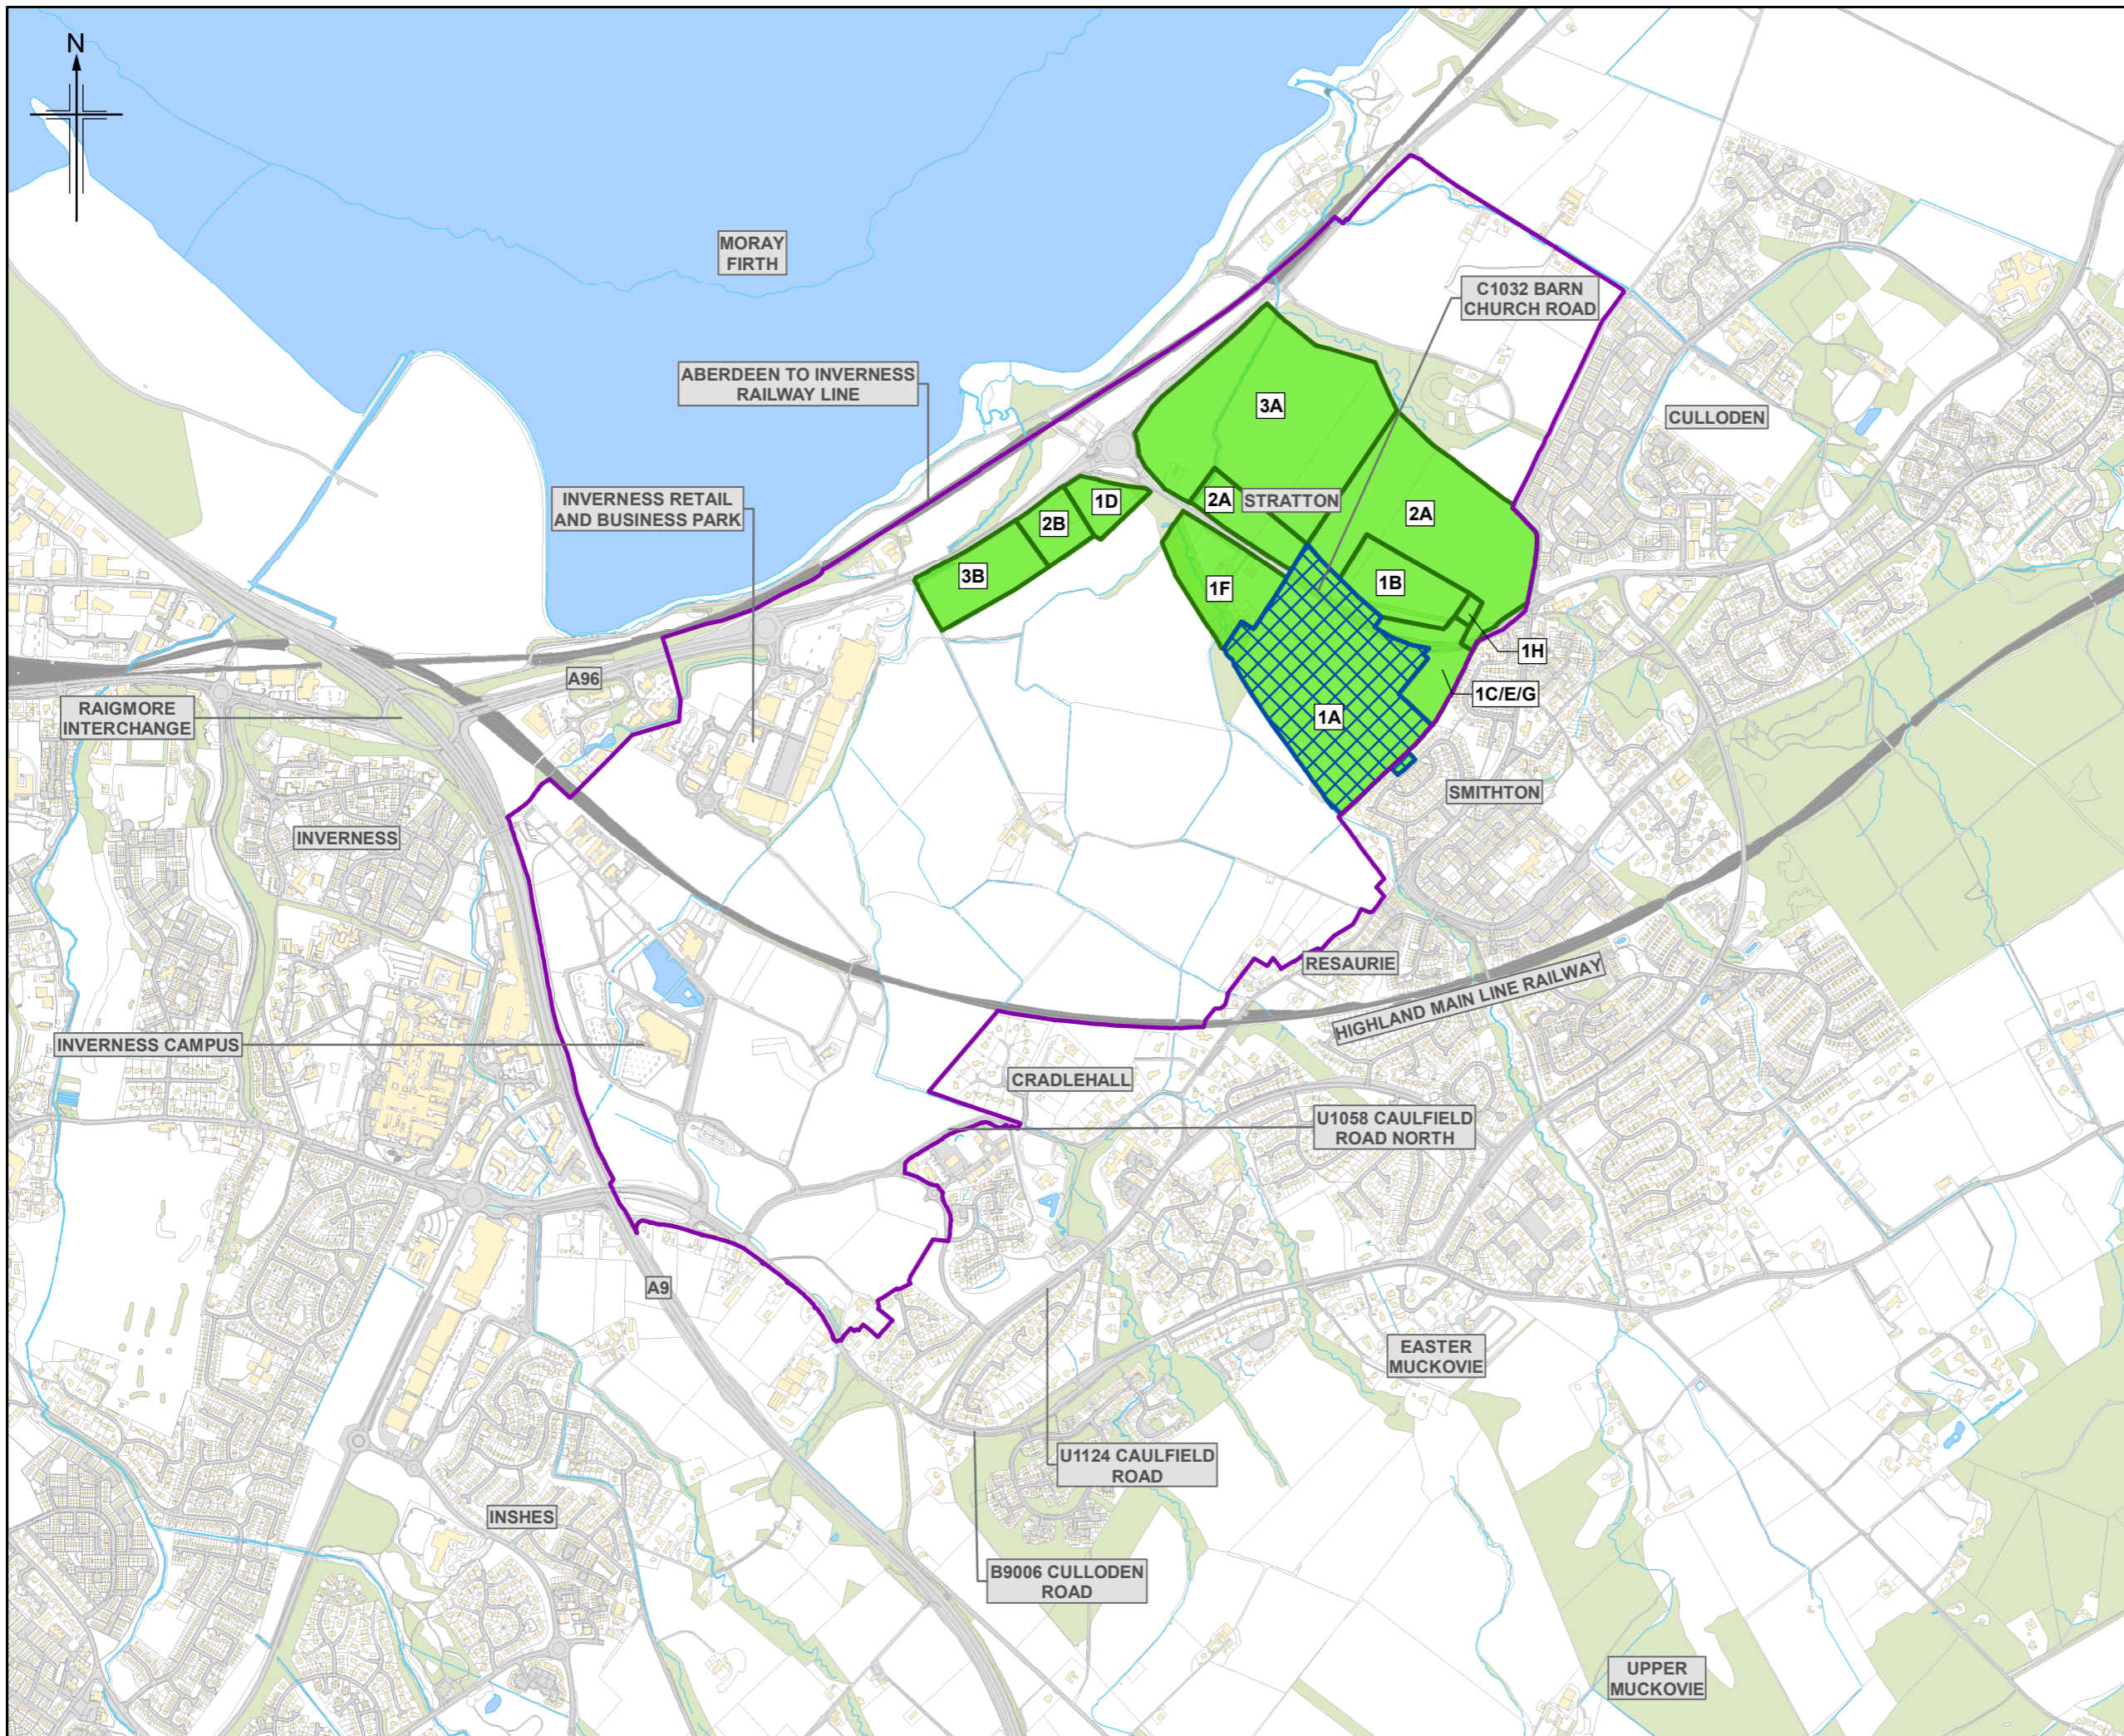 N
MORAY
FIRTH
C1032 BARN
CHURCH ROAD
ABERDEEN TO INVERNESS
RAILWAY LINE
3A
CULLODEN
INVERNESS RETAIL
AND BUSINESS PARK
1D
2A
STRATTON
2A
2B
3B
1F
1B
1H
A96
1C/E/G
RAIGMORE
INTERCHANGE
1A
SMITHTON
INVERNESS
RESAURIE
HIGHLAND MAIN LINE RAILWAY
INVERNESS CAMPUS
CRADLEHALL
U1058 CAULFIELD
ROAD NORTH
A9
EASTER
MUCKOVIE
U1124 CAULFIELD
ROAD
INSHES
B9006 CULLODEN
ROAD
UPPER
MUCKOVIE